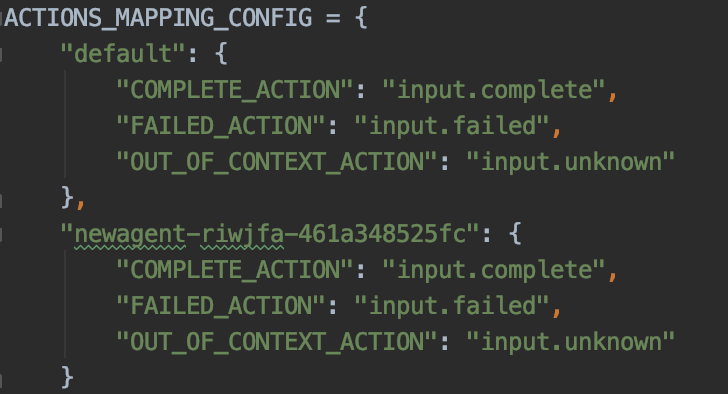 ACTIONS_MAPPING_CONFIG = {
    "default": {
        "COMPLETE_ACTION": "input.complete",
        "FAILED_ACTION": "input.failed",
        "OUT_OF_CONTEXT_ACTION": "input.unknown"
    },
    "newagent-riwjfa-461a348525fc": {
        "COMPLETE_ACTION": "input.complete",
        "FAILED_ACTION": "input.failed",
        "OUT_OF_CONTEXT_ACTION": "input.unknown"
    }